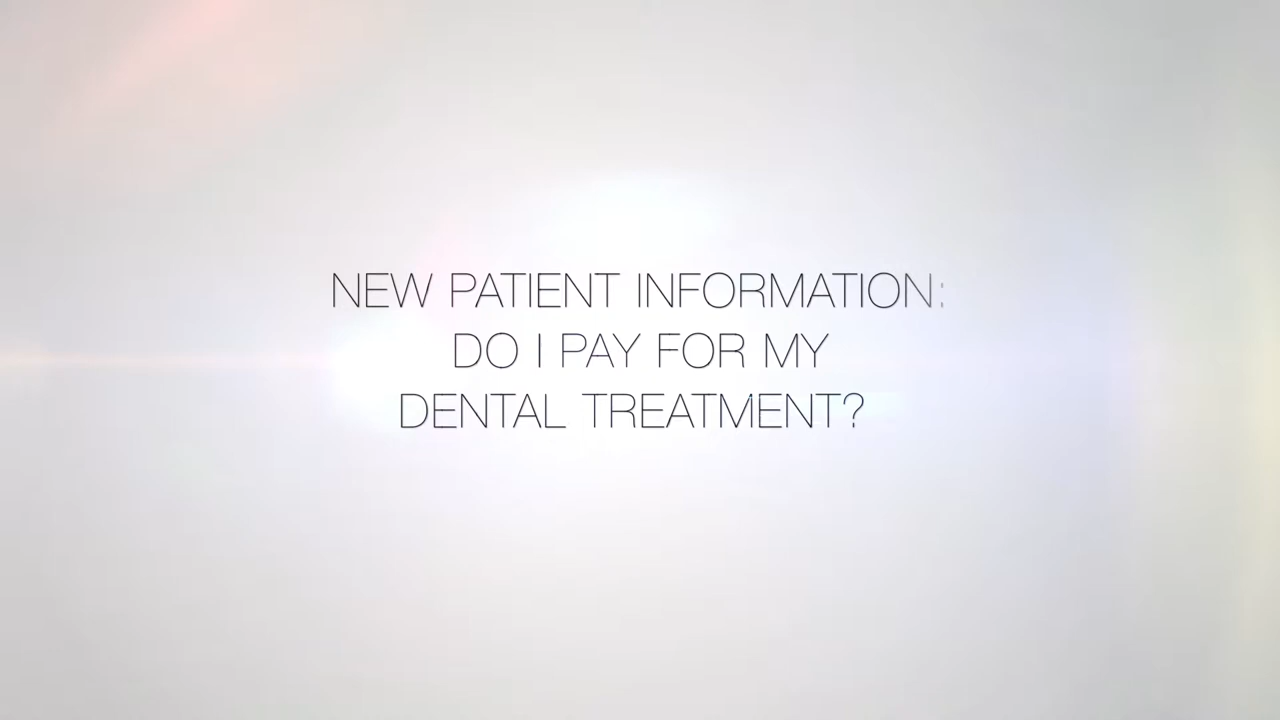 NEW PATIENT INFORMATION:
DO I PAY FOR MY
DENTAL TREATMENT?